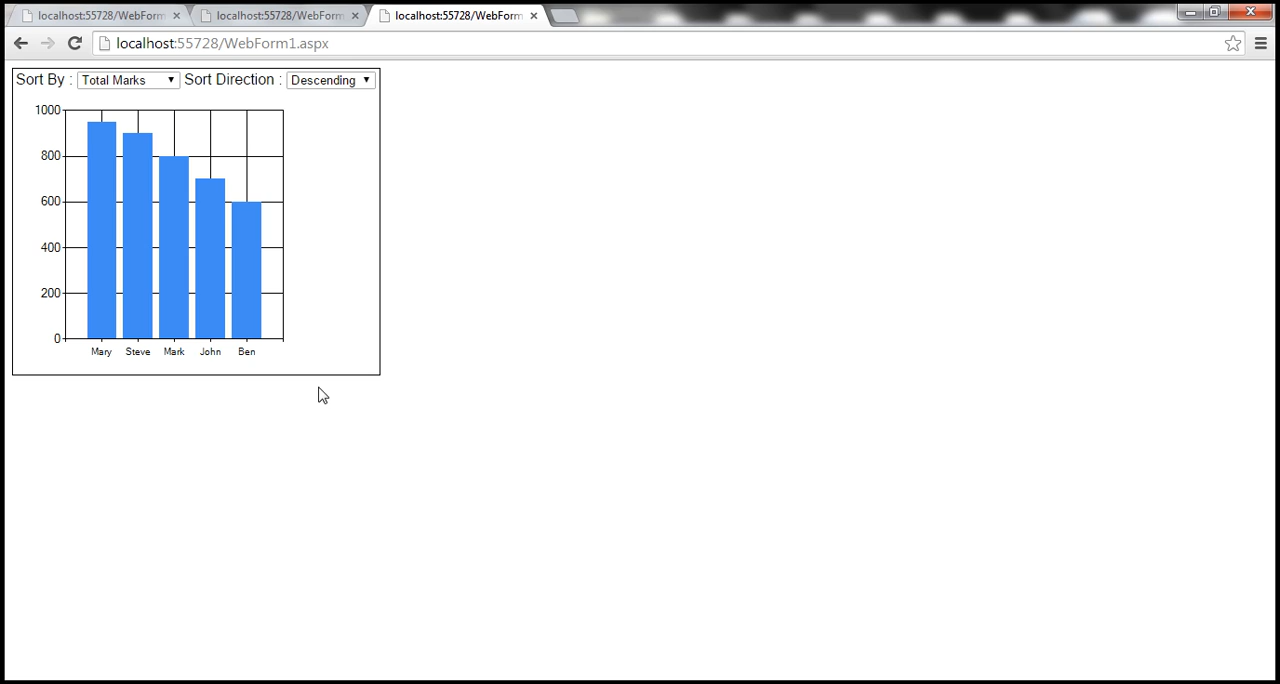 localhost:55728/WebForm
localhost:55728/WebForm
localhost:55728/WebForm
localhost:55728/WebForm1.aspx
Sort By : Total Marks Sort Direction : Descending
1000
800
600
400
200
0
Mary Steve Mark John Ben